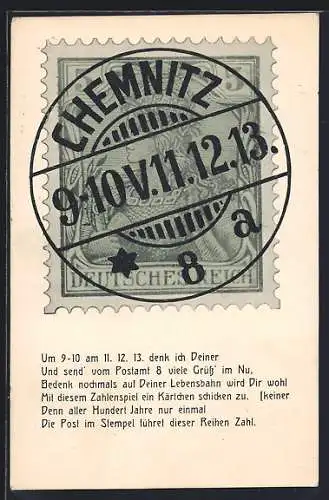 CHEMNITZ
9-10V.11.12.13.
* 8 a
DEUTSCHES REICH
Um 9-10 am 11. 12. 13. denk ich Deiner
Und send' vom Postamt 8 viele Grüß' im Nu,
Bedenk nochmals auf Deiner Lebensbahn wird Dir wohl
Mit diesem Zahlenspiel ein Kärtchen schicken zu. [keiner
Denn aller Hundert Jahre nur einmal
Die Post im Stempel führet dieser Reihen Zahl.